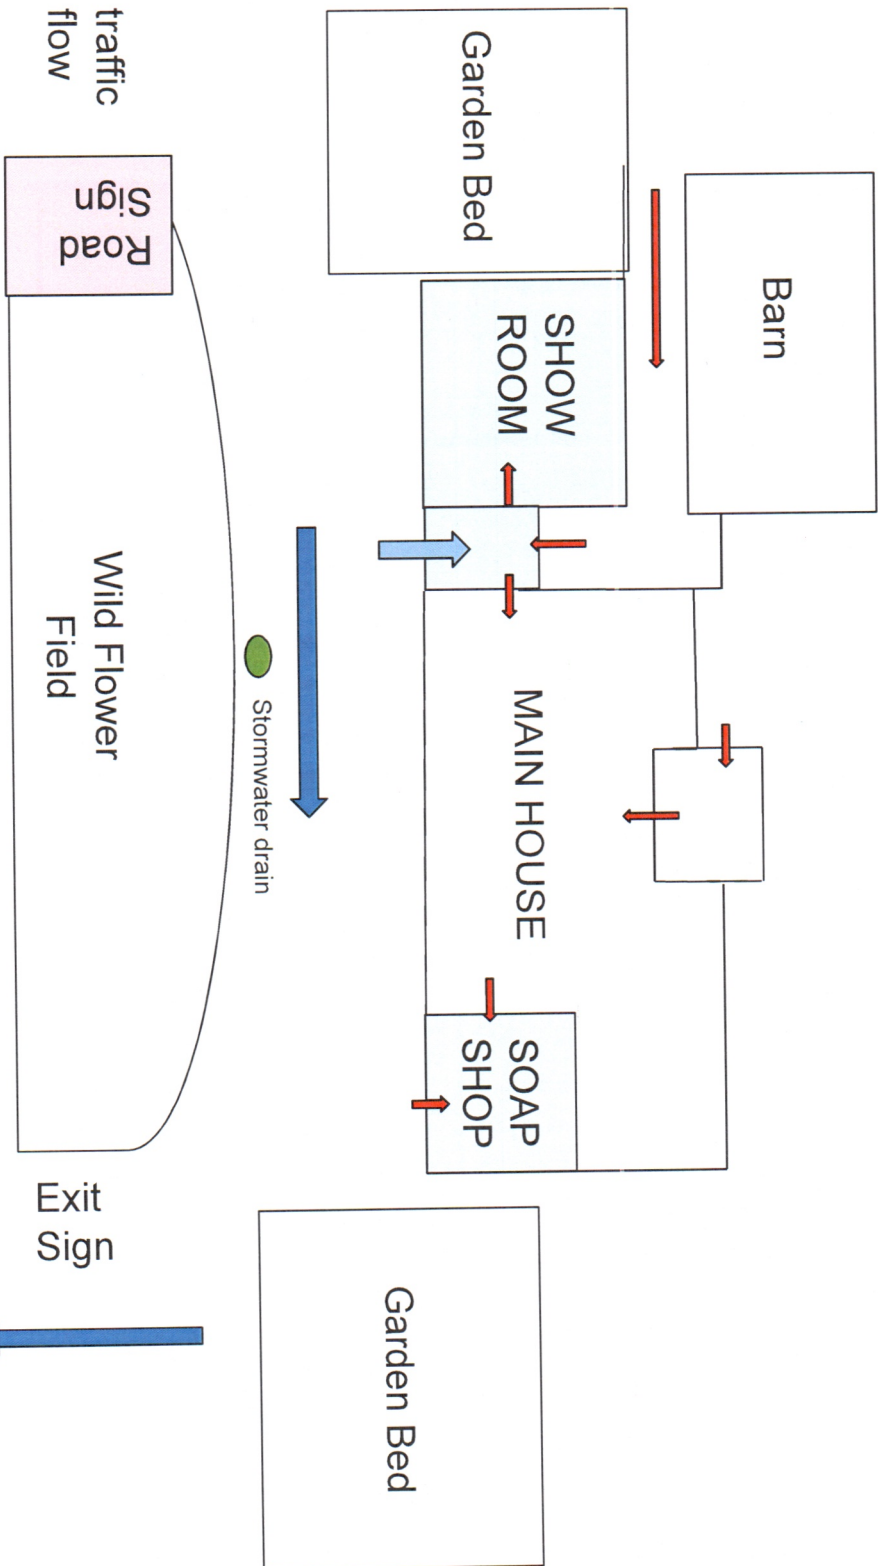 Barn
Garden Bed
SHOW
ROOM
MAIN HOUSE
SOAP
SHOP
Garden Bed
Stormwater drain
traffic
flow
Road
Sign
Wild Flower
Field
Exit
Sign